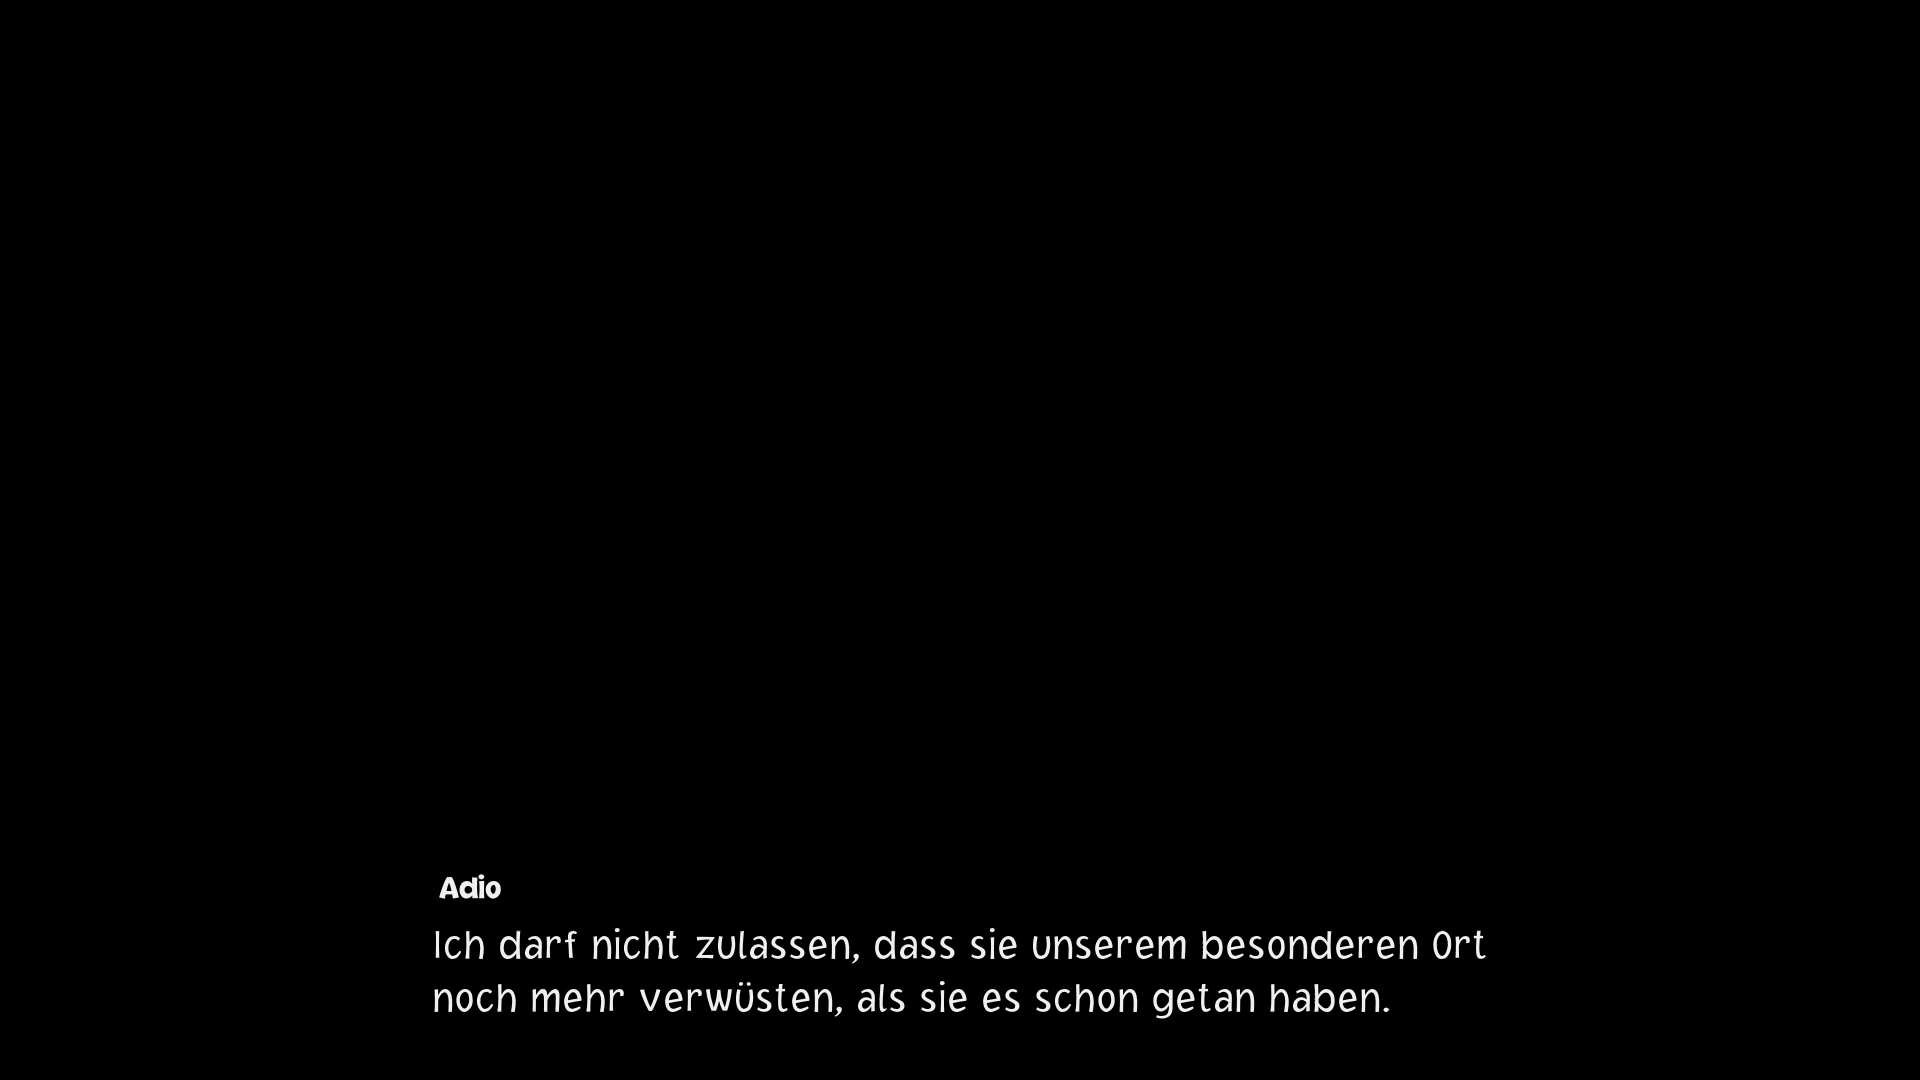 Adio
Ich darf nicht zulassen, dass sie unserem besonderen Ort
noch mehr verwüsten, als sie es schon getan haben.